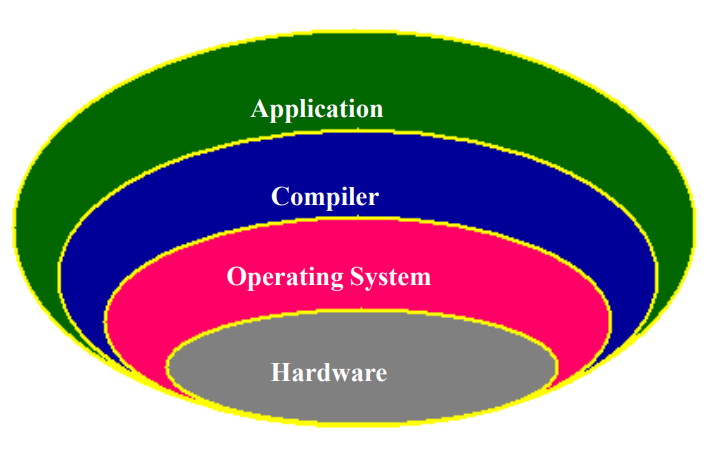 Application
Compiler
Operating System
Hardware